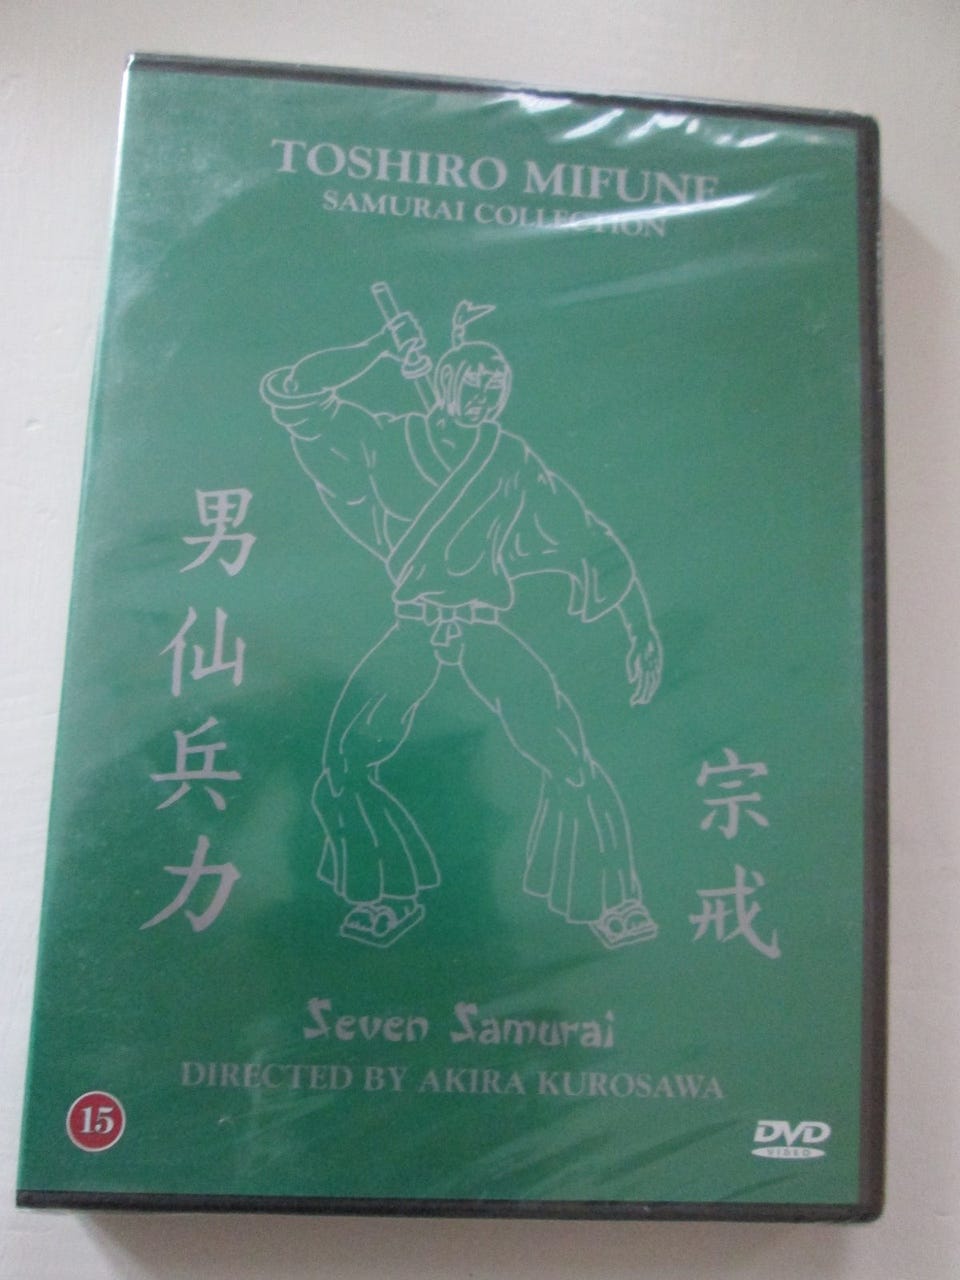 TOSHIRO MIFUNE
SAMURAI COLLECTION
男仙兵力
宗戒
Seven Samurai
DIRECTED BY AKIRA KUROSAWA
15
DVD
VIDEO